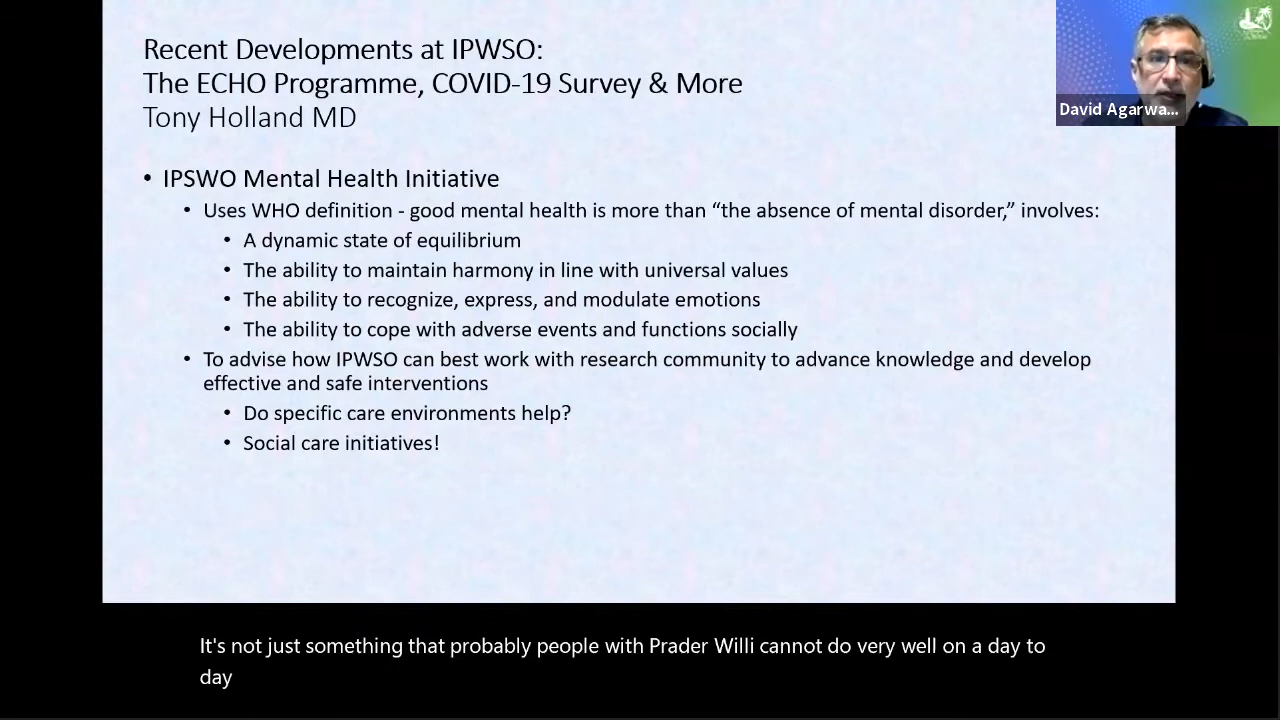 Recent Developments at IPWSO:
The ECHO Programme, COVID-19 Survey & More
Tony Holland MD
David Agarwa...
• IPSWO Mental Health Initiative
• Uses WHO definition - good mental health is more than “the absence of mental disorder,” involves:
• A dynamic state of equilibrium
• The ability to maintain harmony in line with universal values
• The ability to recognize, express, and modulate emotions
• The ability to cope with adverse events and functions socially
• To advise how IPWSO can best work with research community to advance knowledge and develop
effective and safe interventions
• Do specific care environments help?
• Social care initiatives!
It's not just something that probably people with Prader Willi cannot do very well on a day to
day